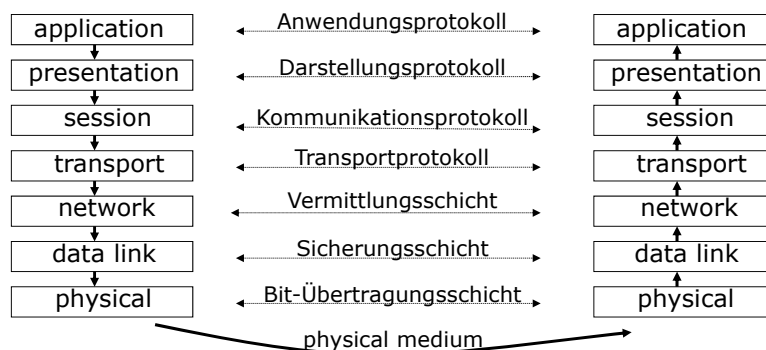 application Anwendungsprotokoll application
presentation Darstellungsprotokoll presentation
session Kommunikationsprotokoll session
transport Transportprotokoll transport
network Vermittlungsschicht network
data link Sicherungsschicht data link
physical Bit-Übertragungsschicht physical
physical medium